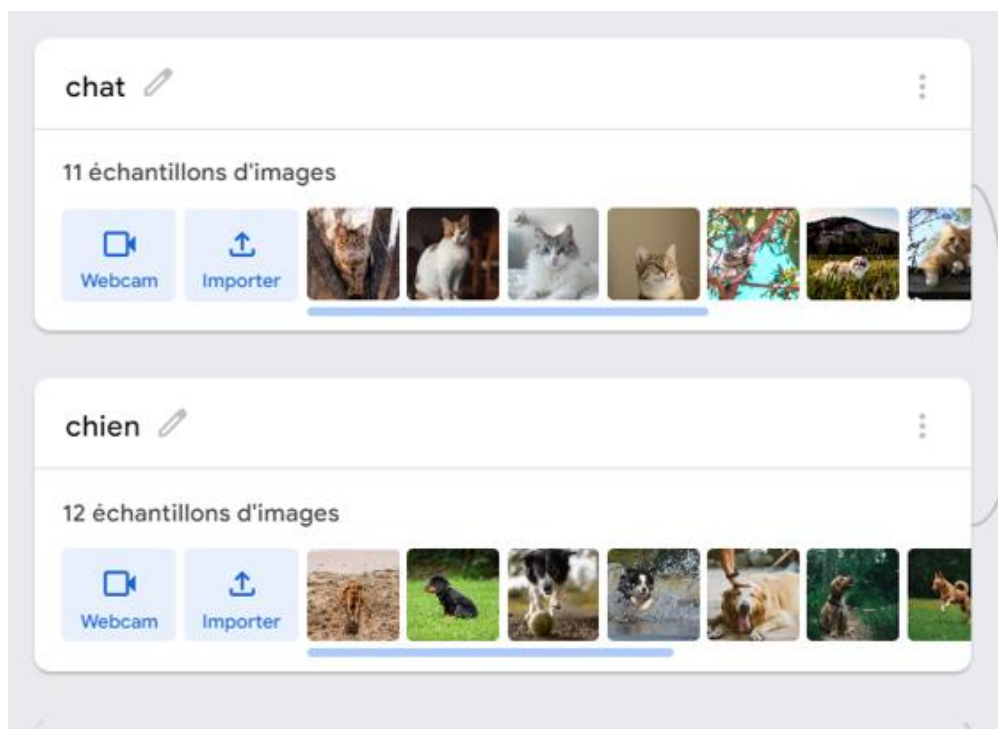 chat
11 échantillons d'images
Webcam
Importer
chien
12 échantillons d'images
Webcam
Importer